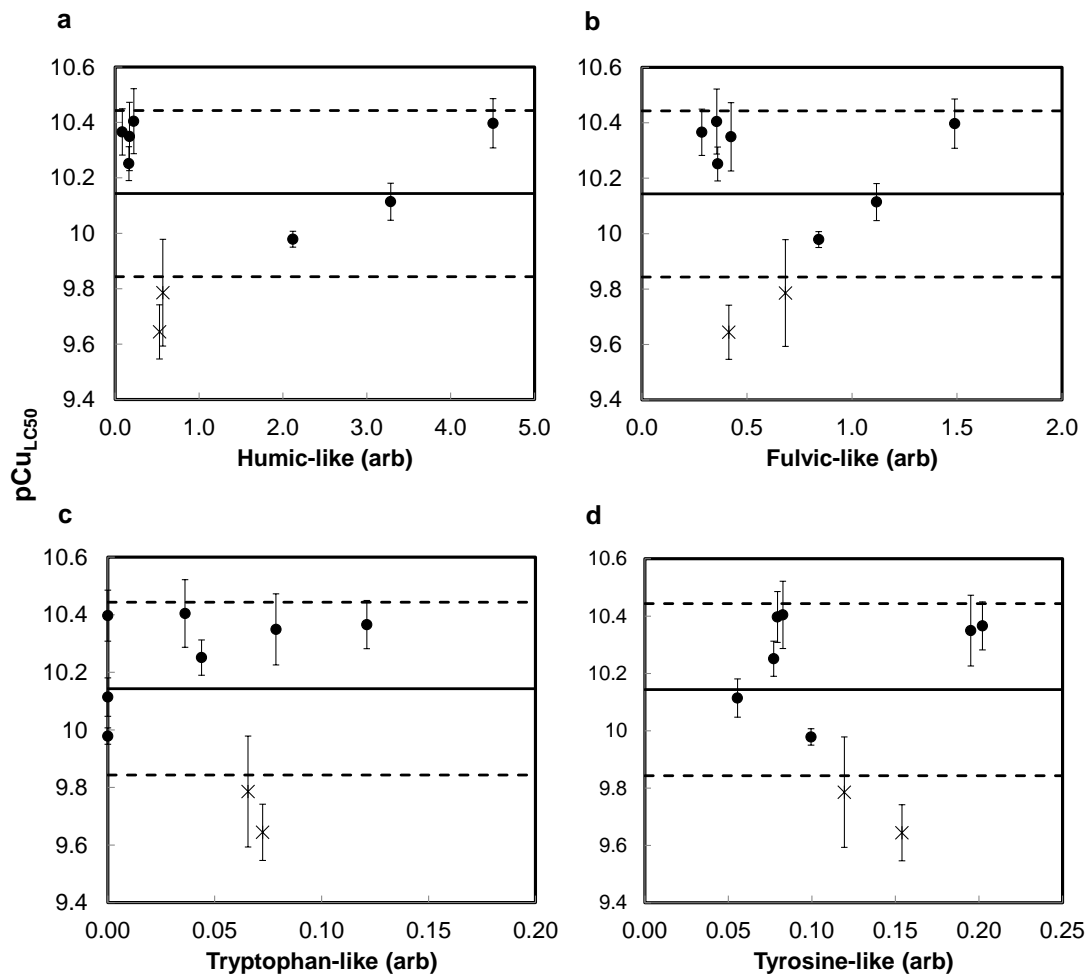 a
10.6
10.4
10.2
10
9.8
9.6
9.4
0.0 1.0 2.0 3.0 4.0 5.0
Humic-like (arb)
b
10.6
10.4
10.2
10
9.8
9.6
9.4
0.0 0.5 1.0 1.5 2.0
Fulvic-like (arb)
pCuLC50
c
10.6
10.4
10.2
10
9.8
9.6
9.4
0.00 0.05 0.10 0.15 0.20
Tryptophan-like (arb)
d
10.6
10.4
10.2
10
9.8
9.6
9.4
0.00 0.05 0.10 0.15 0.20 0.25
Tyrosine-like (arb)